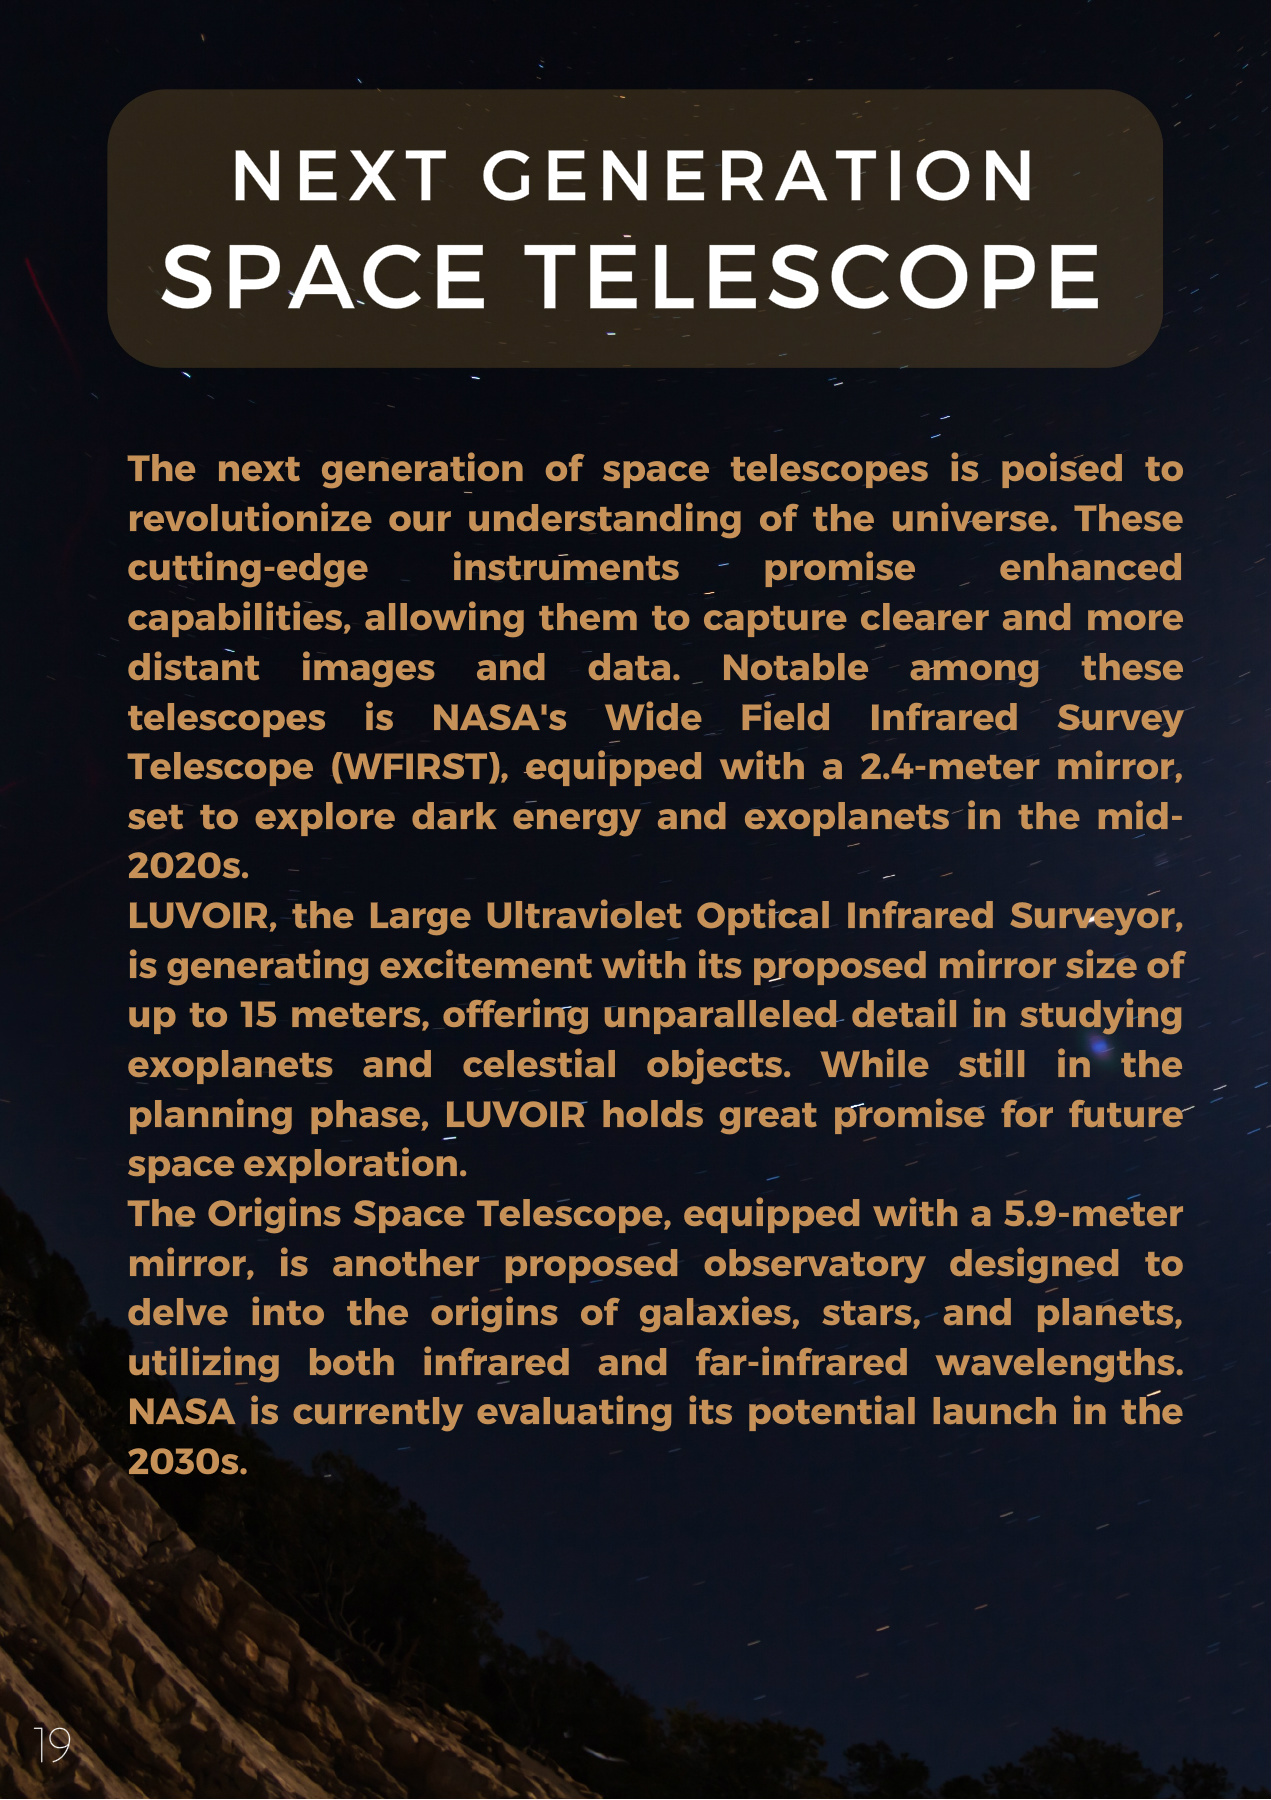 NEXT GENERATION
SPACE TELESCOPE
The next generation of space telescopes is poised to
revolutionize our understanding of the universe. These
cutting-edge instruments promise enhanced
capabilities, allowing them to capture clearer and more
distant images and data. Notable among these
telescopes is NASA's Wide Field Infrared Survey
Telescope (WFIRST), equipped with a 2.4-meter mirror,
set to explore dark energy and exoplanets in the mid-
2020s.
LUVOIR, the Large Ultraviolet Optical Infrared Surveyor,
is generating excitement with its proposed mirror size of
up to 15 meters, offering unparalleled detail in studying
exoplanets and celestial objects. While still in the
planning phase, LUVOIR holds great promise for future
space exploration.
The Origins Space Telescope, equipped with a 5.9-meter
mirror, is another proposed observatory designed to
delve into the origins of galaxies, stars, and planets,
utilizing both infrared and far-infrared wavelengths.
NASA is currently evaluating its potential launch in the
2030s.
19